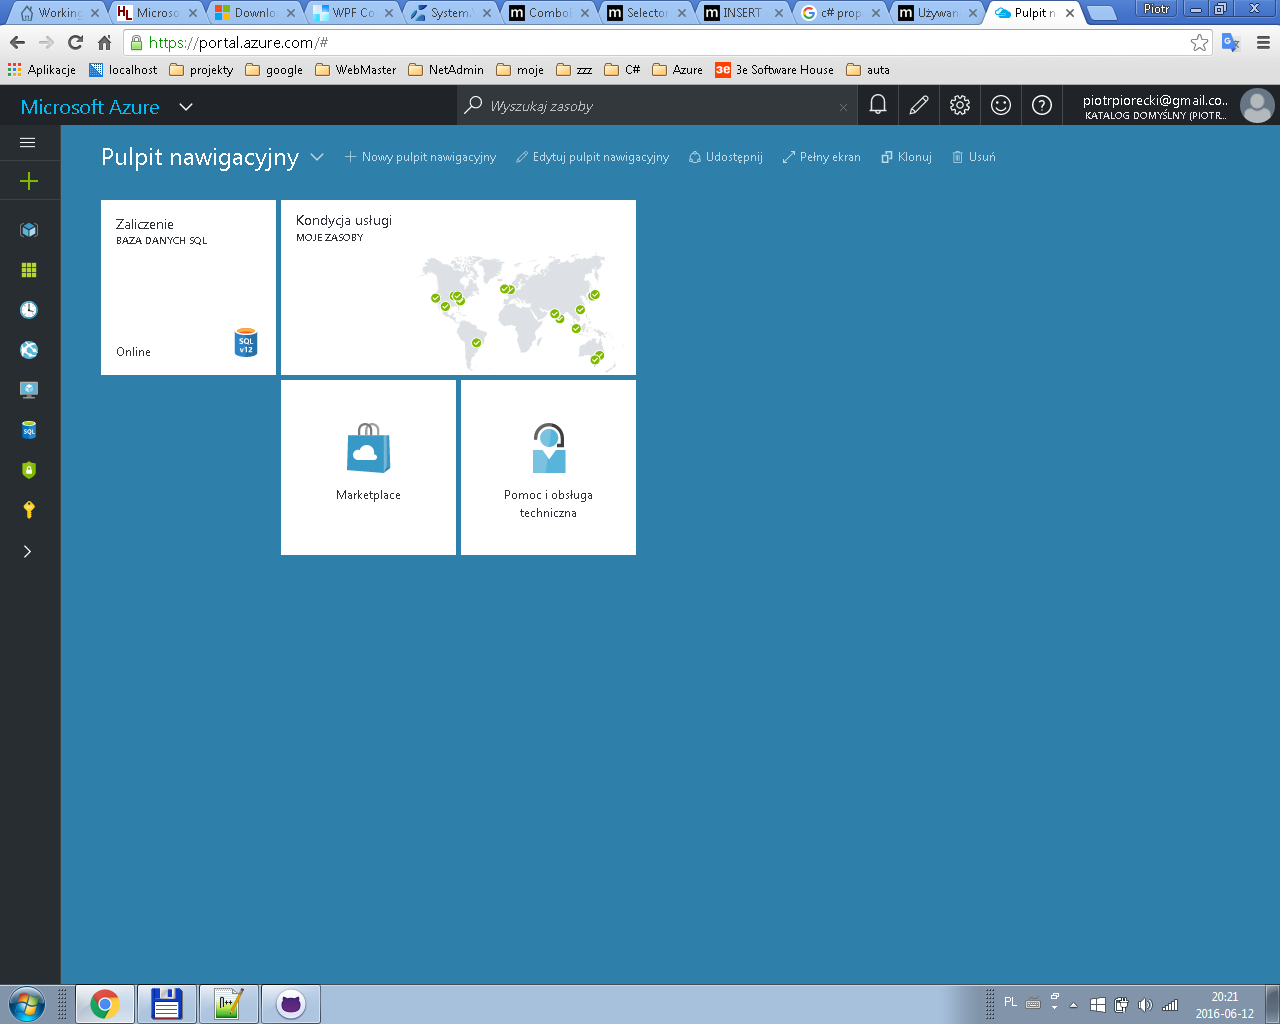 Working
Microso
Downlo
WPF Co
System.
Combo
Selector
INSERT
c# prop
Używan
Pulpit n
Piotr
https://portal.azure.com/#
Aplikacje
localhost
projekty
google
WebMaster
NetAdmin
moje
zzz
C#
Azure
3e Software House
auta
Microsoft Azure
Wyszukaj zasoby
piotrpiorecki@gmail.co...
KATALOG DOMYŚLNY (PIOTR...
Pulpit nawigacyjny
Nowy pulpit nawigacyjny
Edytuj pulpit nawigacyjny
Udostępnij
Pełny ekran
Klonuj
Usuń
Zaliczenie
BAZA DANYCH SQL
Online
SQL
v12
Kondycja usługi
MOJE ZASOBY
Marketplace
Pomoc i obsługa
techniczna
SQL
PL
20:21
2016-06-12